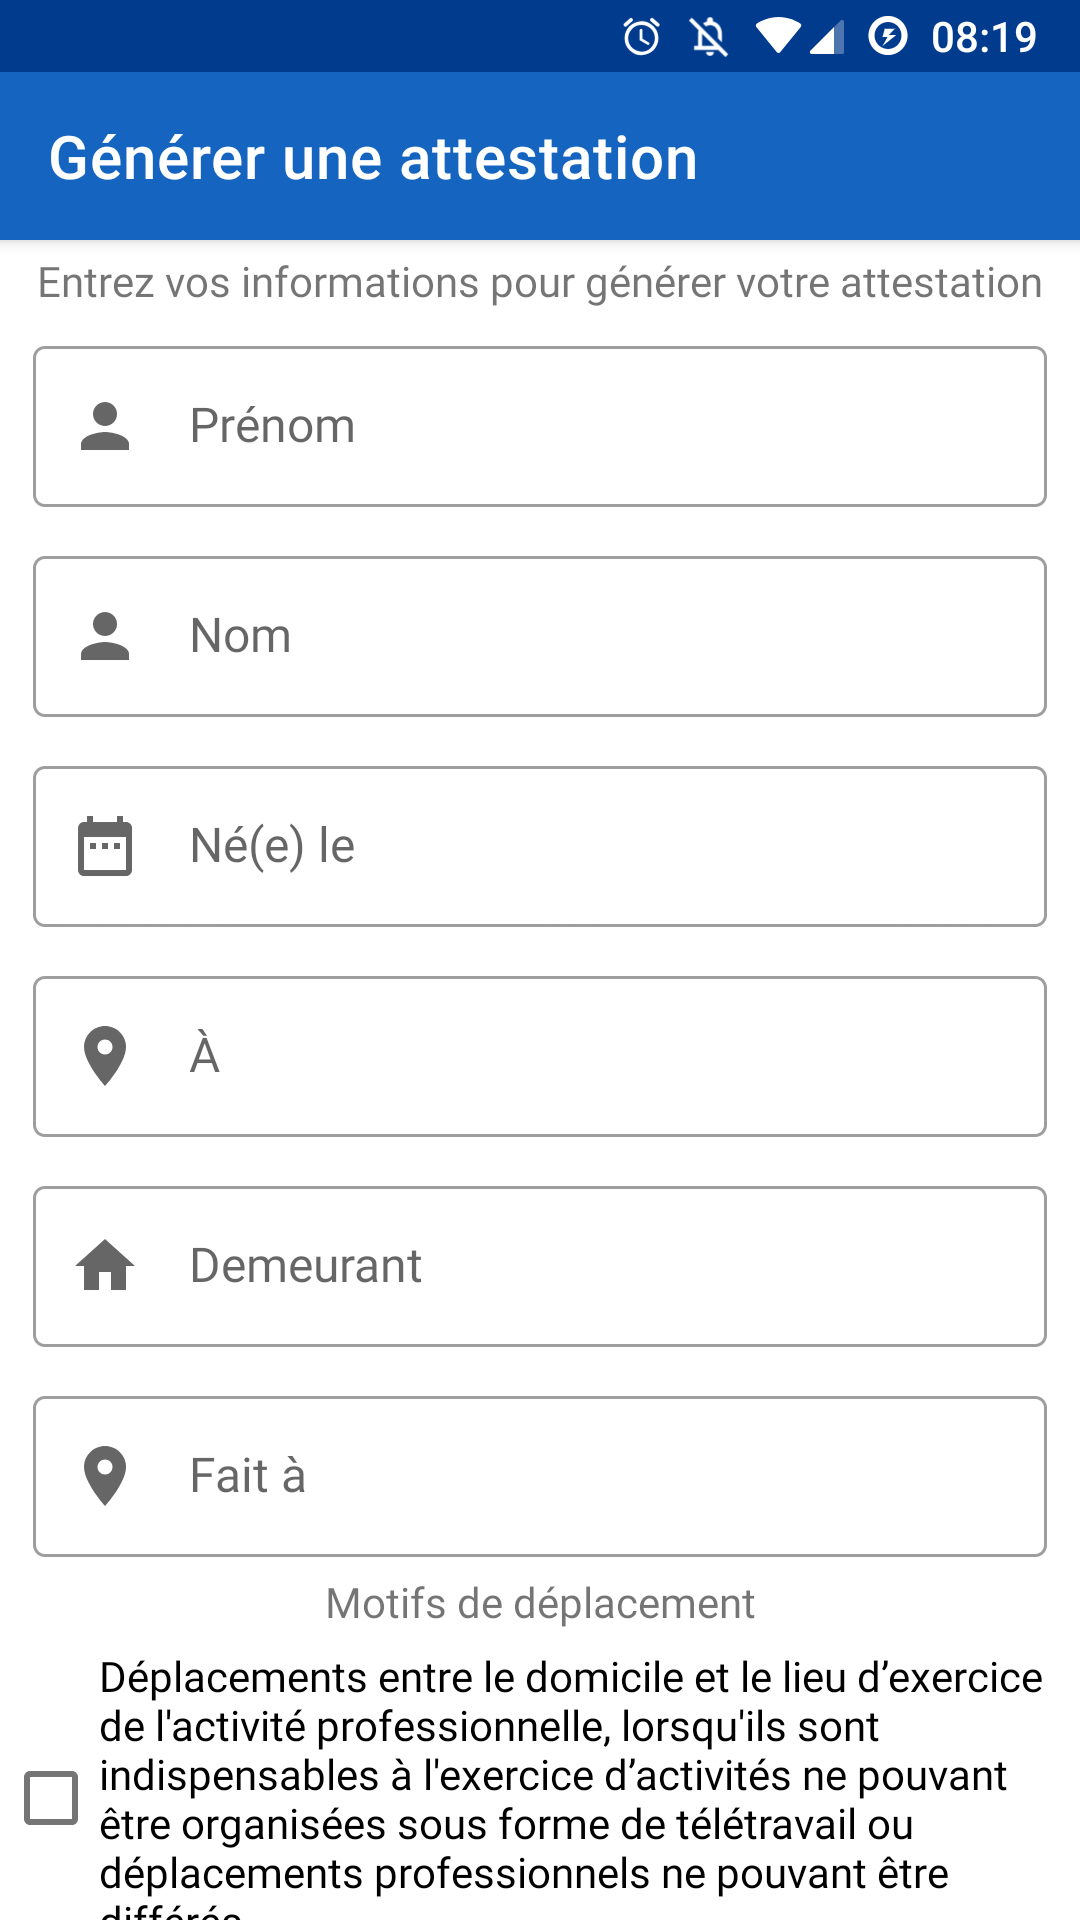 08:19
Générer une attestation
Entrez vos informations pour générer votre attestation
Prénom
Nom
Né(e) le
À
Demeurant
Fait à
Motifs de déplacement
Déplacements entre le domicile et le lieu d’exercice
de l'activité professionnelle, lorsqu'ils sont
indispensables à l'exercice d’activités ne pouvant
être organisées sous forme de télétravail ou
déplacements professionnels ne pouvant être
différés